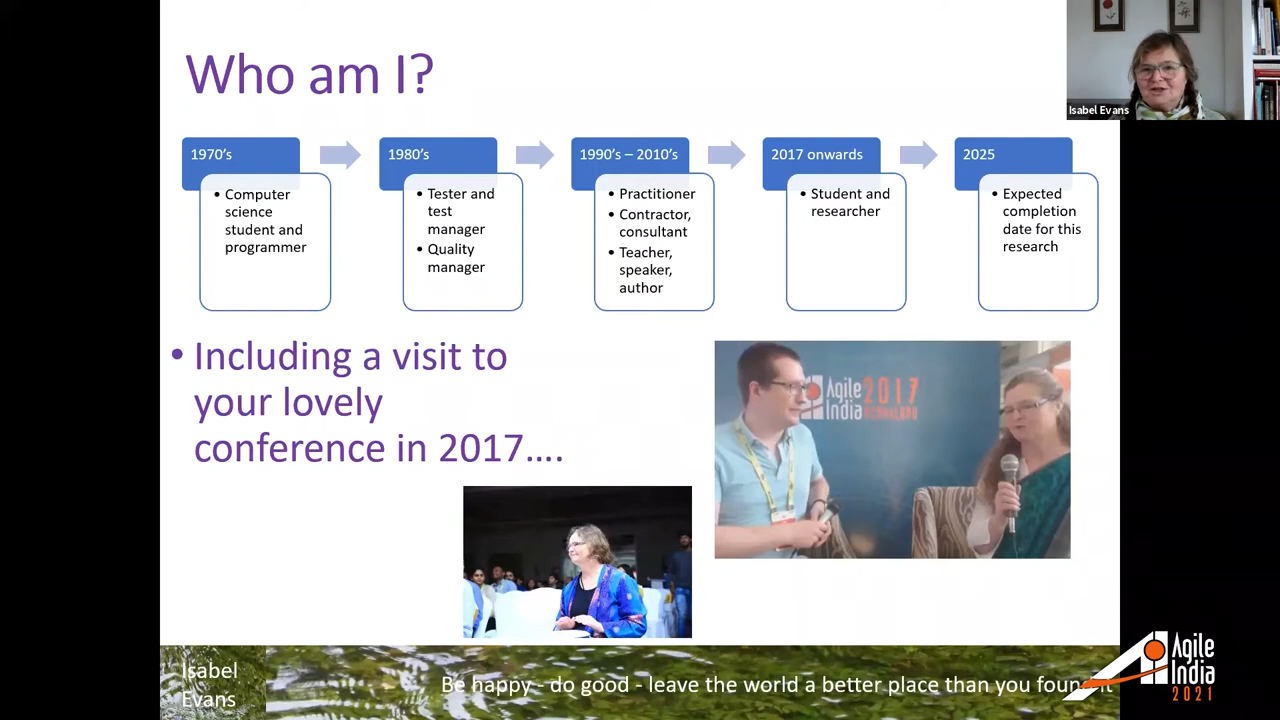 Who am I?
Isabel Evans
1970's
• Computer
science
student and
programmer
1980's
• Tester and
test
manager
• Quality
manager
1990's – 2010's
• Practitioner
• Contractor,
consultant
• Teacher,
speaker,
author
2017 onwards
• Student and
researcher
2025
• Expected
completion
date for this
research
• Including a visit to
your lovely
conference in 2017....
Agile
India
2017
Isabel
Evans
Be happy - do good - leave the world a better place than you found it
Agile
India
2021